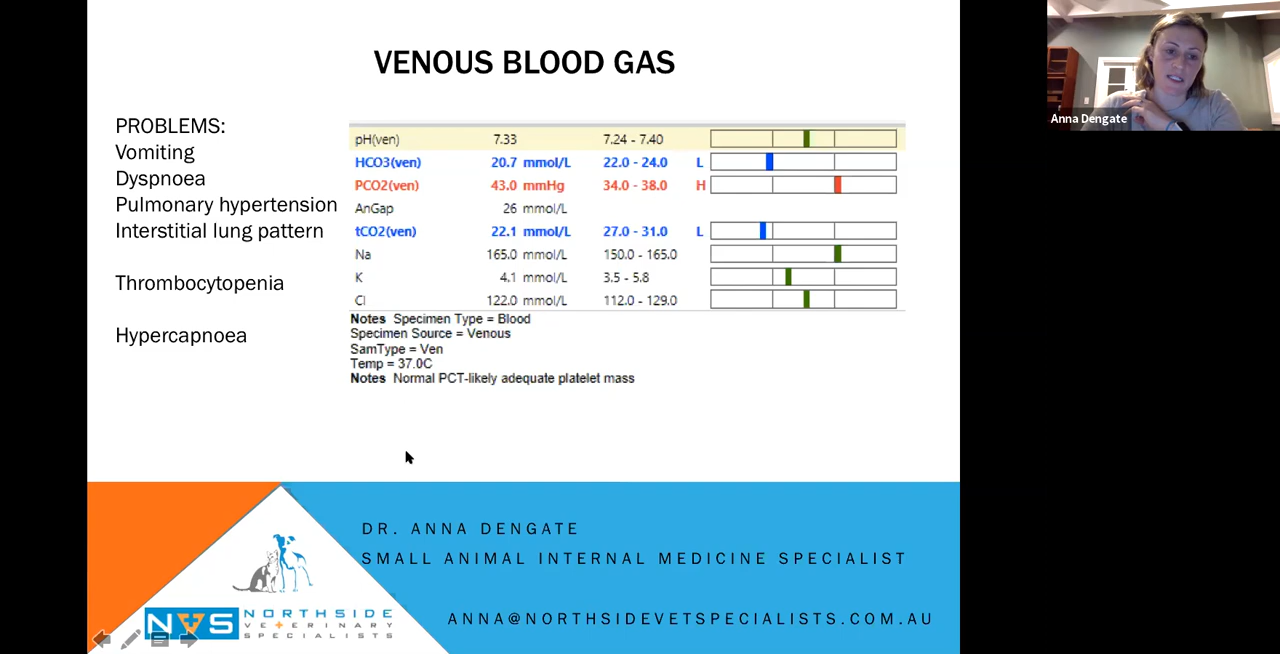 VENOUS BLOOD GAS
Anna Dengate
PROBLEMS:
Vomiting
Dyspnoea
Pulmonary hypertension
Interstitial lung pattern
Thrombocytopenia
Hypercapnoea
pH(ven) 7.33 7.24 - 7.40
HCO3(ven) 20.7 mmol/L 22.0 - 24.0 L
PCO2(ven) 43.0 mmHg 34.0 - 38.0 H
AnGap 26 mmol/L
tCO2(ven) 22.1 mmol/L 27.0 - 31.0 L
Na 165.0 mmol/L 150.0 - 165.0
K 4.1 mmol/L 3.5 - 5.8
Cl 122.0 mmol/L 112.0 - 129.0
Notes Specimen Type = Blood
Specimen Source = Venous
SamType = Ven
Temp = 37.0C
Notes Normal PCT-likely adequate platelet mass
DR. ANNA DENGATE
SMALL ANIMAL INTERNAL MEDICINE SPECIALIST
ANNA@NORTHSIDEVETSPECIALISTS.COM.AU
NVS
NORTHSIDE
VETERINARY
SPECIALISTS